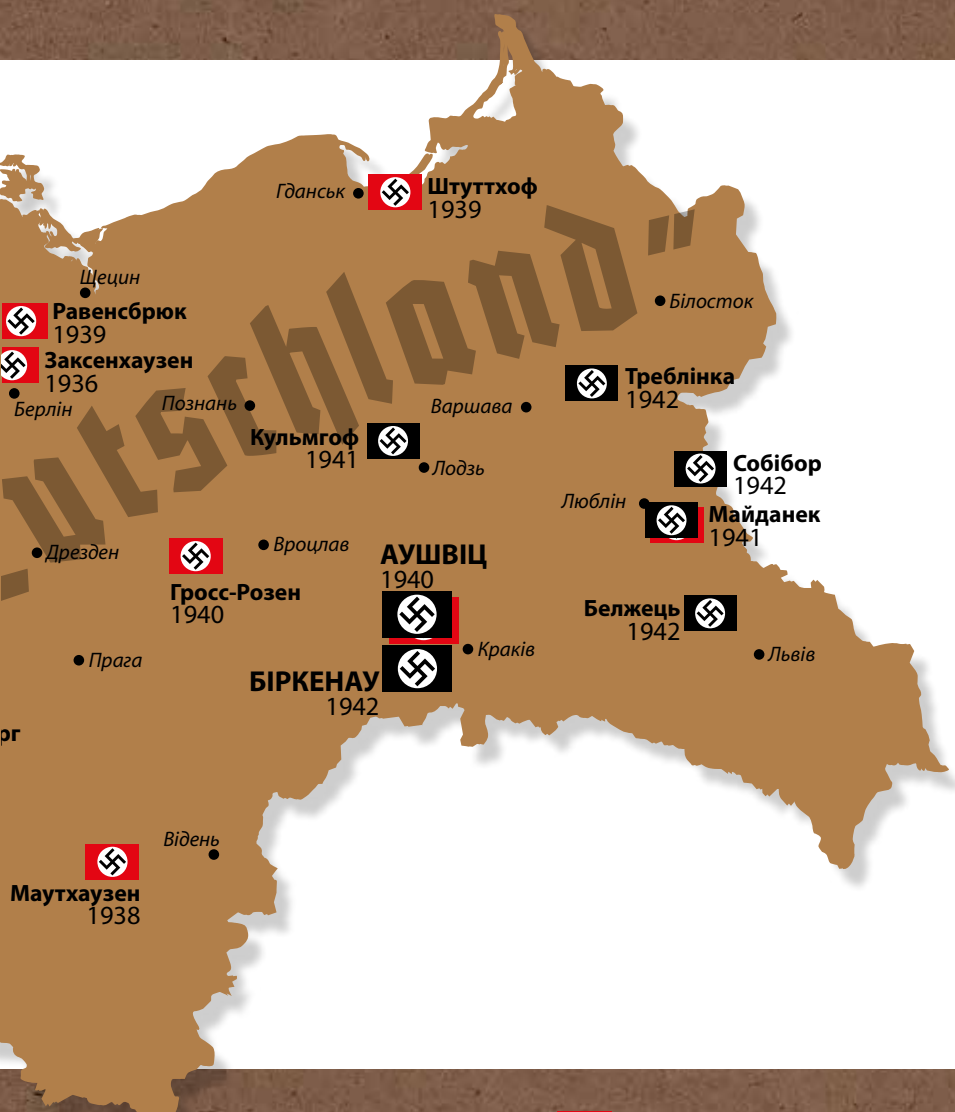 Гданськ
Штуттхоф
1939
Щецин
Білосток
Равенсбрюк
1939
Заксенхаузен
1936
Берлін
Познань
Варшава
Треблінка
1942
Кульмгоф
1941
Лодзь
Собібор
1942
Люблін
Майданек
1941
„
utschland”
Дрезден
Вроцлав
АУШВІЦ
1940
Гросс-Розен
1940
Белжець
1942
Прага
Краків
Львів
БІРКЕНАУ
1942
рг
Відень
Маутхаузен
1938